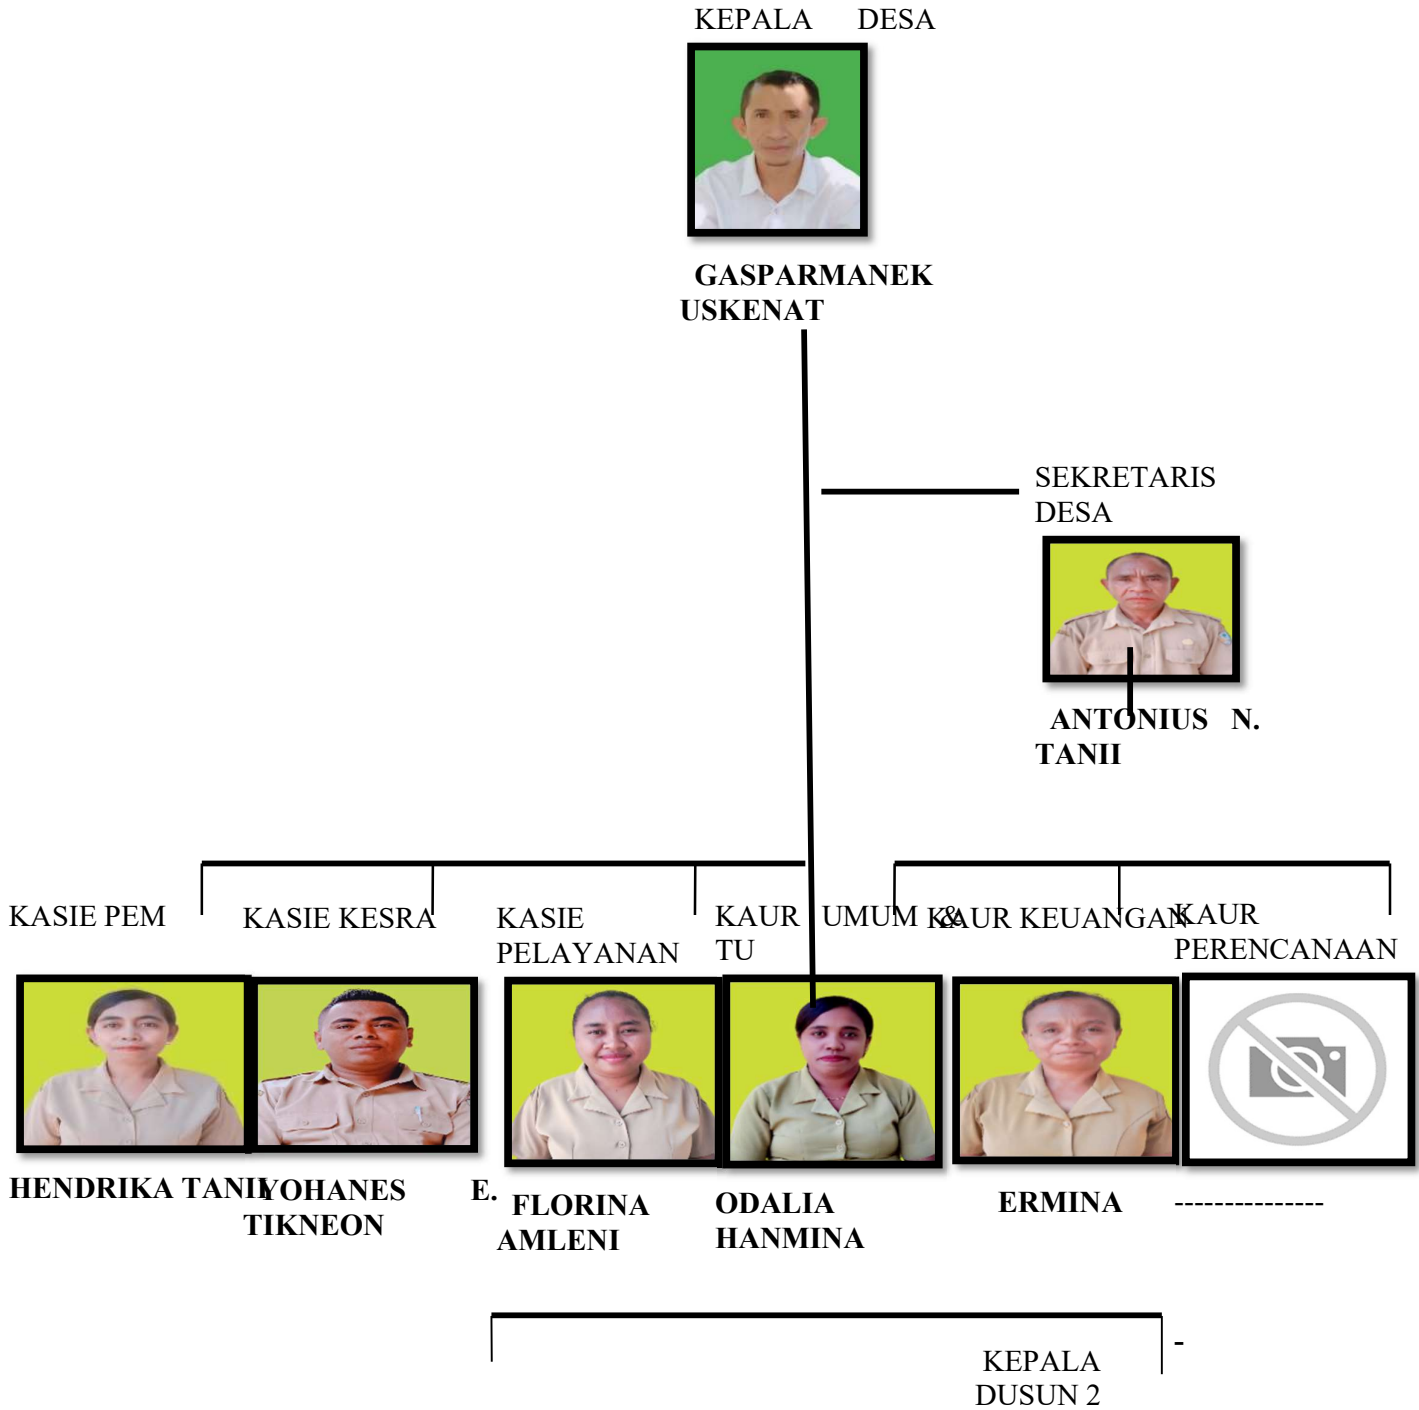 KEPALA DESA
GASPARMANEK
USKENAT
SEKRETARIS
DESA
ANTONIUS N.
TANII
KASIE PEM
KASIE KESRA
KASIE
PELAYANAN
KAUR UMUM &
TU
KAUR KEUANGAN
KAUR
PERENCANAAN
HENDRIKA TANII
YOHANES E.
TIKNEON
FLORINA
AMLENI
ODALIA
HANMINA
ERMINA
---------------
-
KEPALA
DUSUN 2